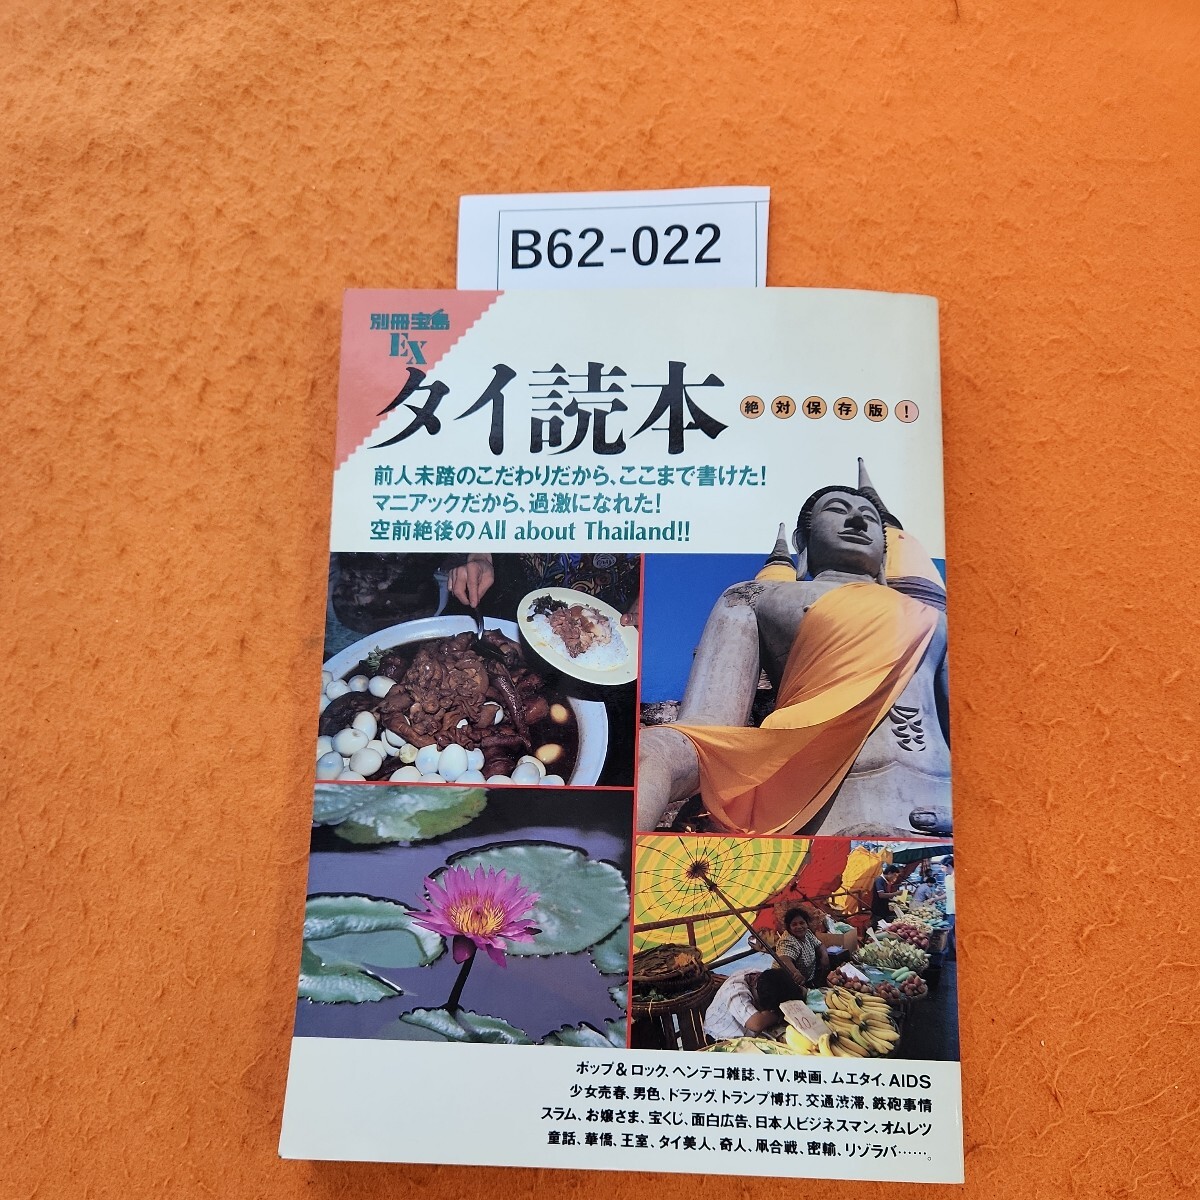 B62-022
別冊宝島
EX
タイ読本
絶対保存版!
前人未踏のこだわりだから、ここまで書けた!
マニアックだから、過激になれた!
空前絶後のAll about Thailand!!
10
ポップ&ロック、ヘンテコ雑誌、TV、映画、ムエタイ、AIDS
少女売春、男色、ドラッグ、トランプ博打、交通渋滞、鉄砲事情
スラム、お嬢さま、宝くじ、面白広告、日本人ビジネスマン、オムレツ
童話、華僑、王室、タイ美人、奇人、凧合戦、密輸、リゾラバ……。